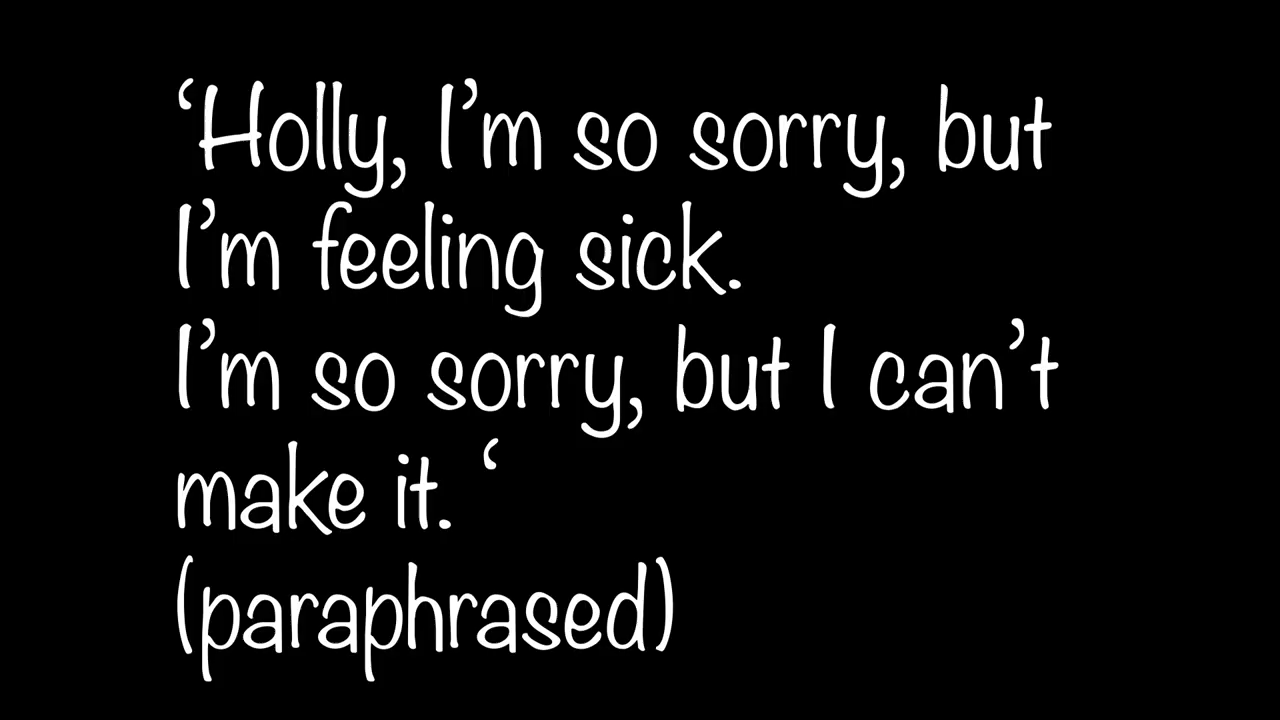 ‘Holly, I’m so sorry, but
I’m feeling sick.
I’m so sorry, but I can’t
make it. ‘
(paraphrased)